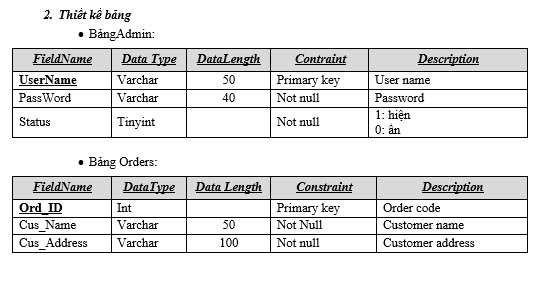 2. Thiết kế bảng
• BảngAdmin:
FieldName Data Type DataLength Contraint Description
UserName Varchar 50 Primary key User name
PassWord Varchar 40 Not null Password
Status Tinyint Not null 1: hiện
0: ẩn
• Bảng Orders:
FieldName DataType Data Length Constraint Description
Ord_ID Int Primary key Order code
Cus_Name Varchar 50 Not Null Customer name
Cus_Address Varchar 100 Not null Customer address